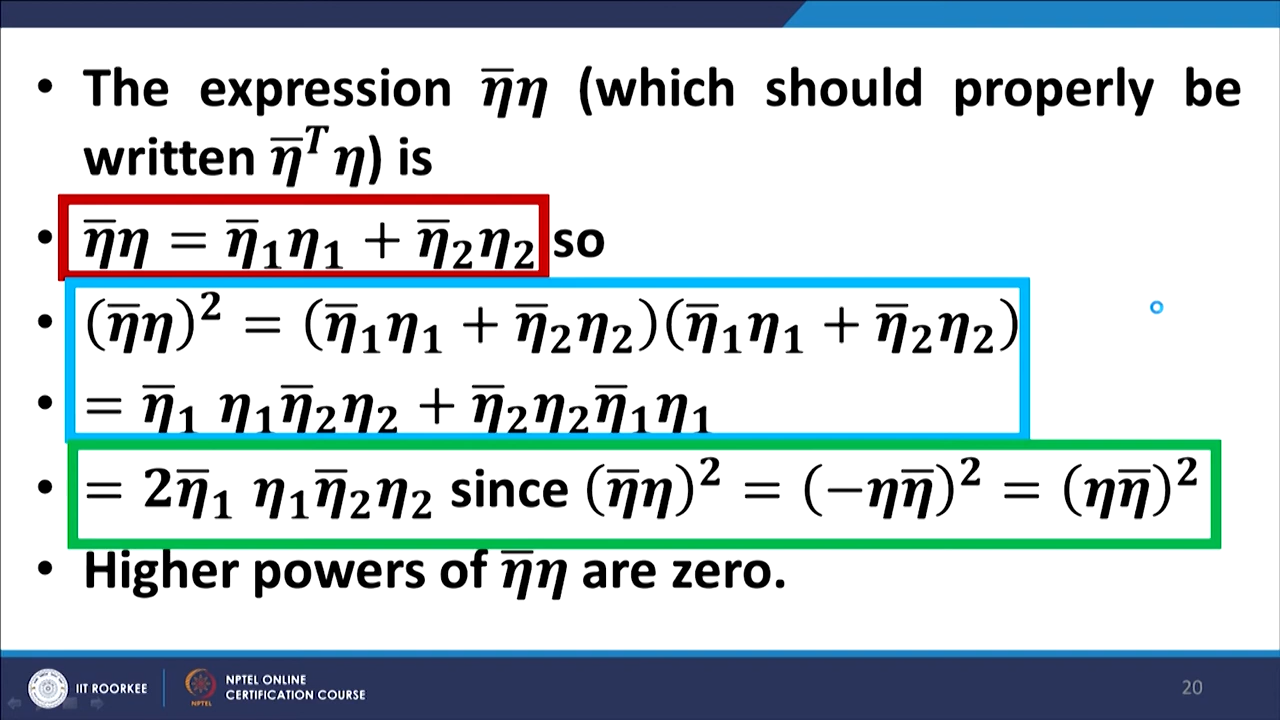 • The expression η̅η (which should properly be
written η̅ᵀη) is
• η̅η = η̅₁η₁ + η̅₂η₂ so
• (η̅η)² = (η̅₁η₁ + η̅₂η₂)(η̅₁η₁ + η̅₂η₂)
• = η̅₁ η₁η̅₂η₂ + η̅₂η₂η̅₁η₁
• = 2η̅₁ η₁η̅₂η₂ since (η̅η)² = (−ηη̅)² = (ηη̅)²
• Higher powers of η̅η are zero.
IIT ROORKEE
NPTEL
NPTEL ONLINE
CERTIFICATION COURSE
20